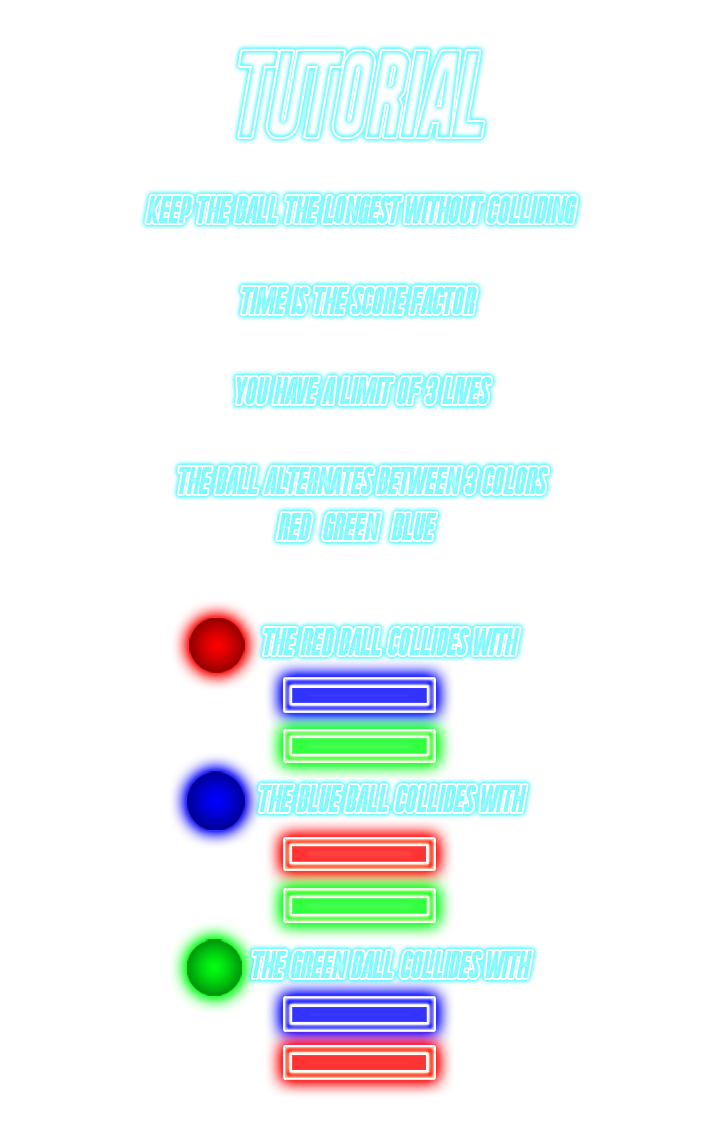 TUTORIAL
KEEP THE BALL THE LONGEST WITHOUT COLLIDING
TIME IS THE SCORE FACTOR
YOU HAVE A LIMIT OF 3 LIVES
THE BALL ALTERNATES BETWEEN 3 COLORS
RED GREEN BLUE
THE RED BALL COLLIDES WITH
THE BLUE BALL COLLIDES WITH
THE GREEN BALL COLLIDES WITH